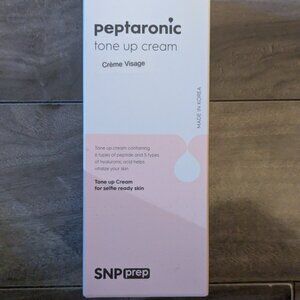 peptaronic
tone up cream
Crème Visage
MADE IN KOREA
Tone up cream containing
6 types of peptide and 5 types
of hyaluronic acid helps
vitalize your skin
Tone up Cream
for selfie ready skin
SNP prep